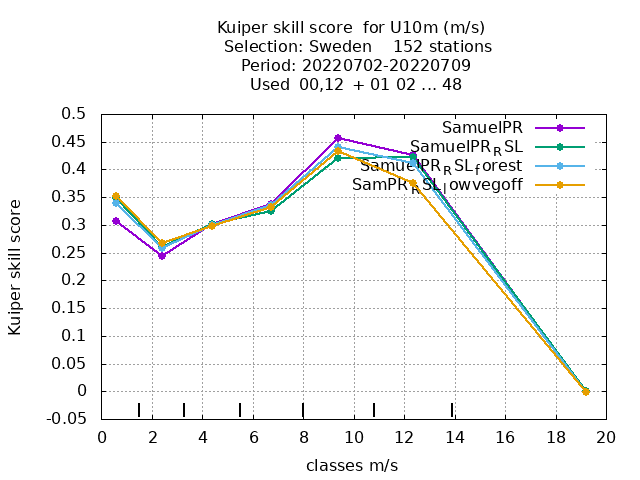 Kuiper skill score  for U10m (m/s)
Selection: Sweden    152 stations
Period: 20220702-20220709
Used  00,12  + 01 02 ... 48
SamuelPR
SamuelPR_RSL
SamuelPR_RSL_forest
SamPR_RSL_lowvegoff
0.5
0.45
0.4
0.35
0.3
0.25
0.2
0.15
0.1
0.05
0
-0.05
Kuiper skill score
0 2 4 6 8 10 12 14 16 18 20
classes m/s